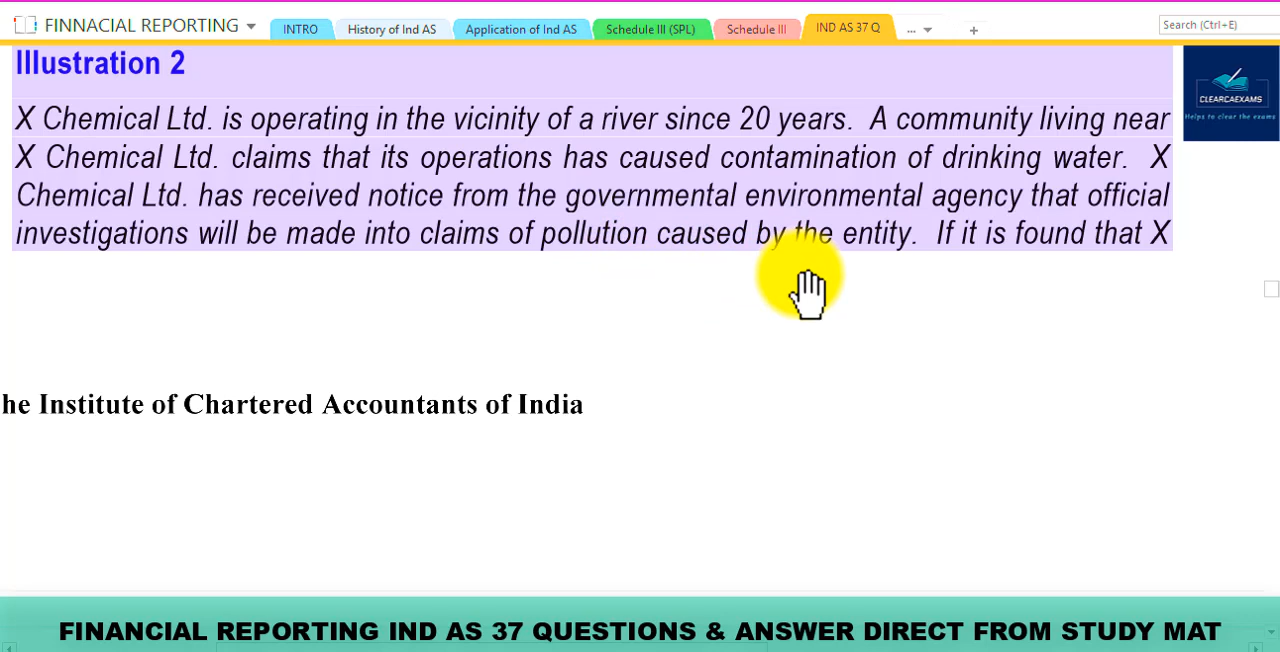 FINNACIAL REPORTING
INTRO
History of Ind AS
Application of Ind AS
Schedule III (SPL)
Schedule III
IND AS 37 Q
...
+
Search (Ctrl+E)
Illustration 2
X Chemical Ltd. is operating in the vicinity of a river since 20 years. A community living near
X Chemical Ltd. claims that its operations has caused contamination of drinking water. X
Chemical Ltd. has received notice from the governmental environmental agency that official
investigations will be made into claims of pollution caused by the entity. If it is found that X
CLEARCAEXAMS
Helps to clear the exams
he Institute of Chartered Accountants of India
FINANCIAL REPORTING IND AS 37 QUESTIONS & ANSWER DIRECT FROM STUDY MAT